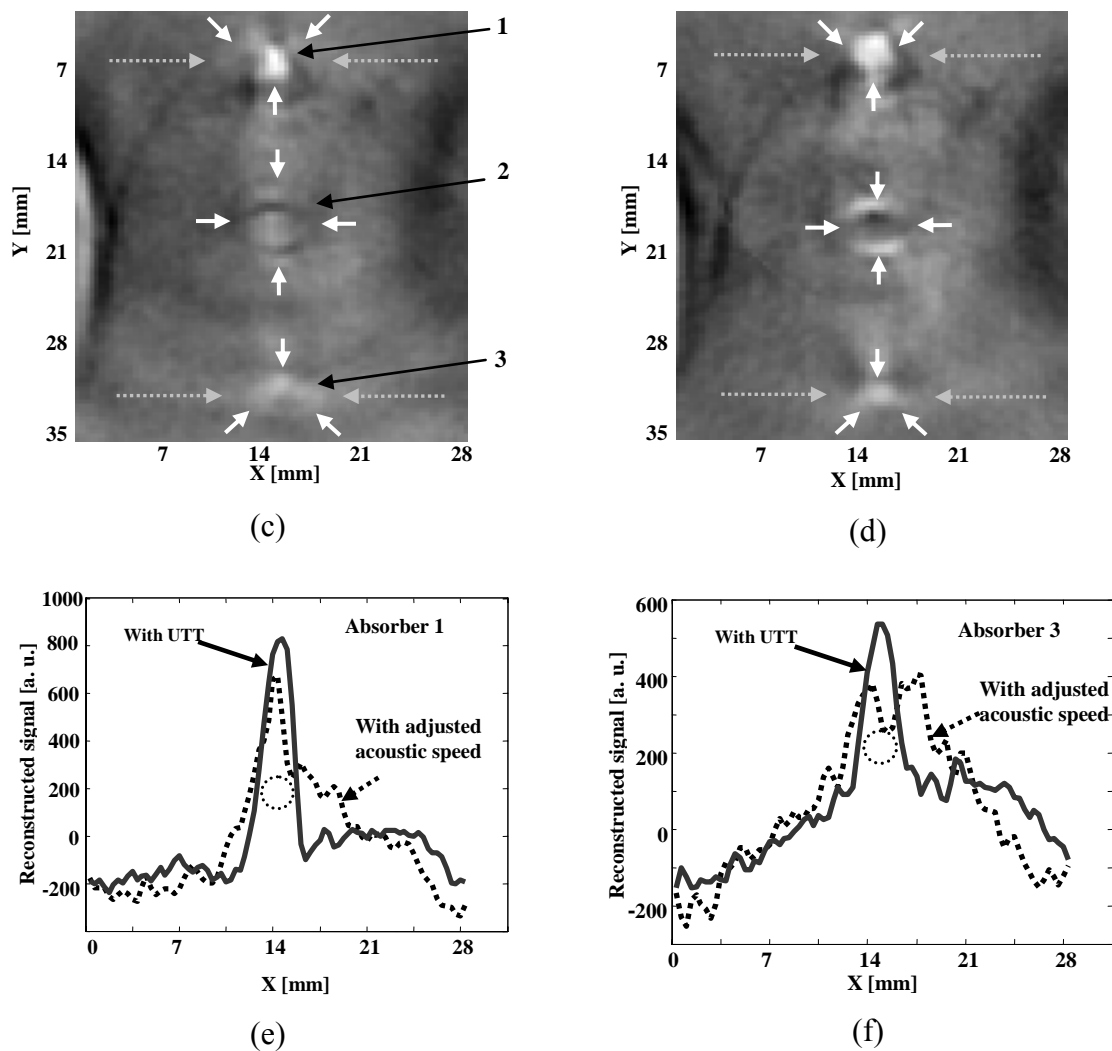 1
2
3
7
14
21
28
35
Y [mm]
7
14
21
28
X [mm]
(c)
7
14
21
28
35
Y [mm]
7
14
21
28
X [mm]
(d)
1000
800
600
400
200
0
-200
Reconstructed signal [a. u.]
With UTT
Absorber 1
With adjusted
acoustic speed
0
7
14
21
28
X [mm]
(e)
600
400
200
0
-200
Reconstructed signal [a. u.]
With UTT
Absorber 3
With adjusted
acoustic speed
0
7
14
21
28
X [mm]
(f)